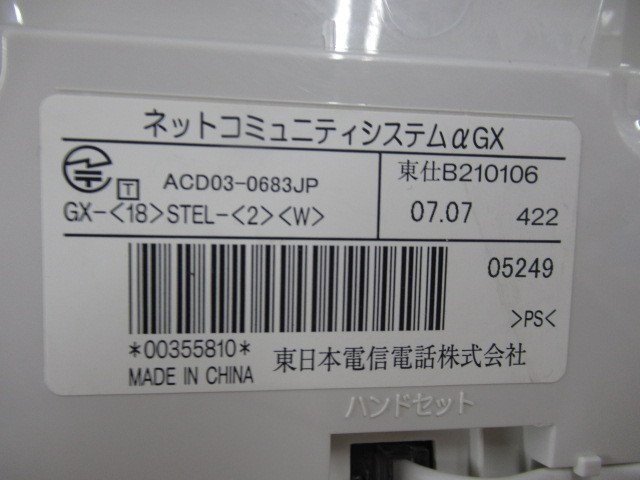 ネットコミュニティシステムαGX
T ACD03-0683JP
東仕B210106
GX-<18>STEL-<2><W>
07.07 422
05249
>PS<
*00355810*
MADE IN CHINA
東日本電信電話株式会社
ハンドセット